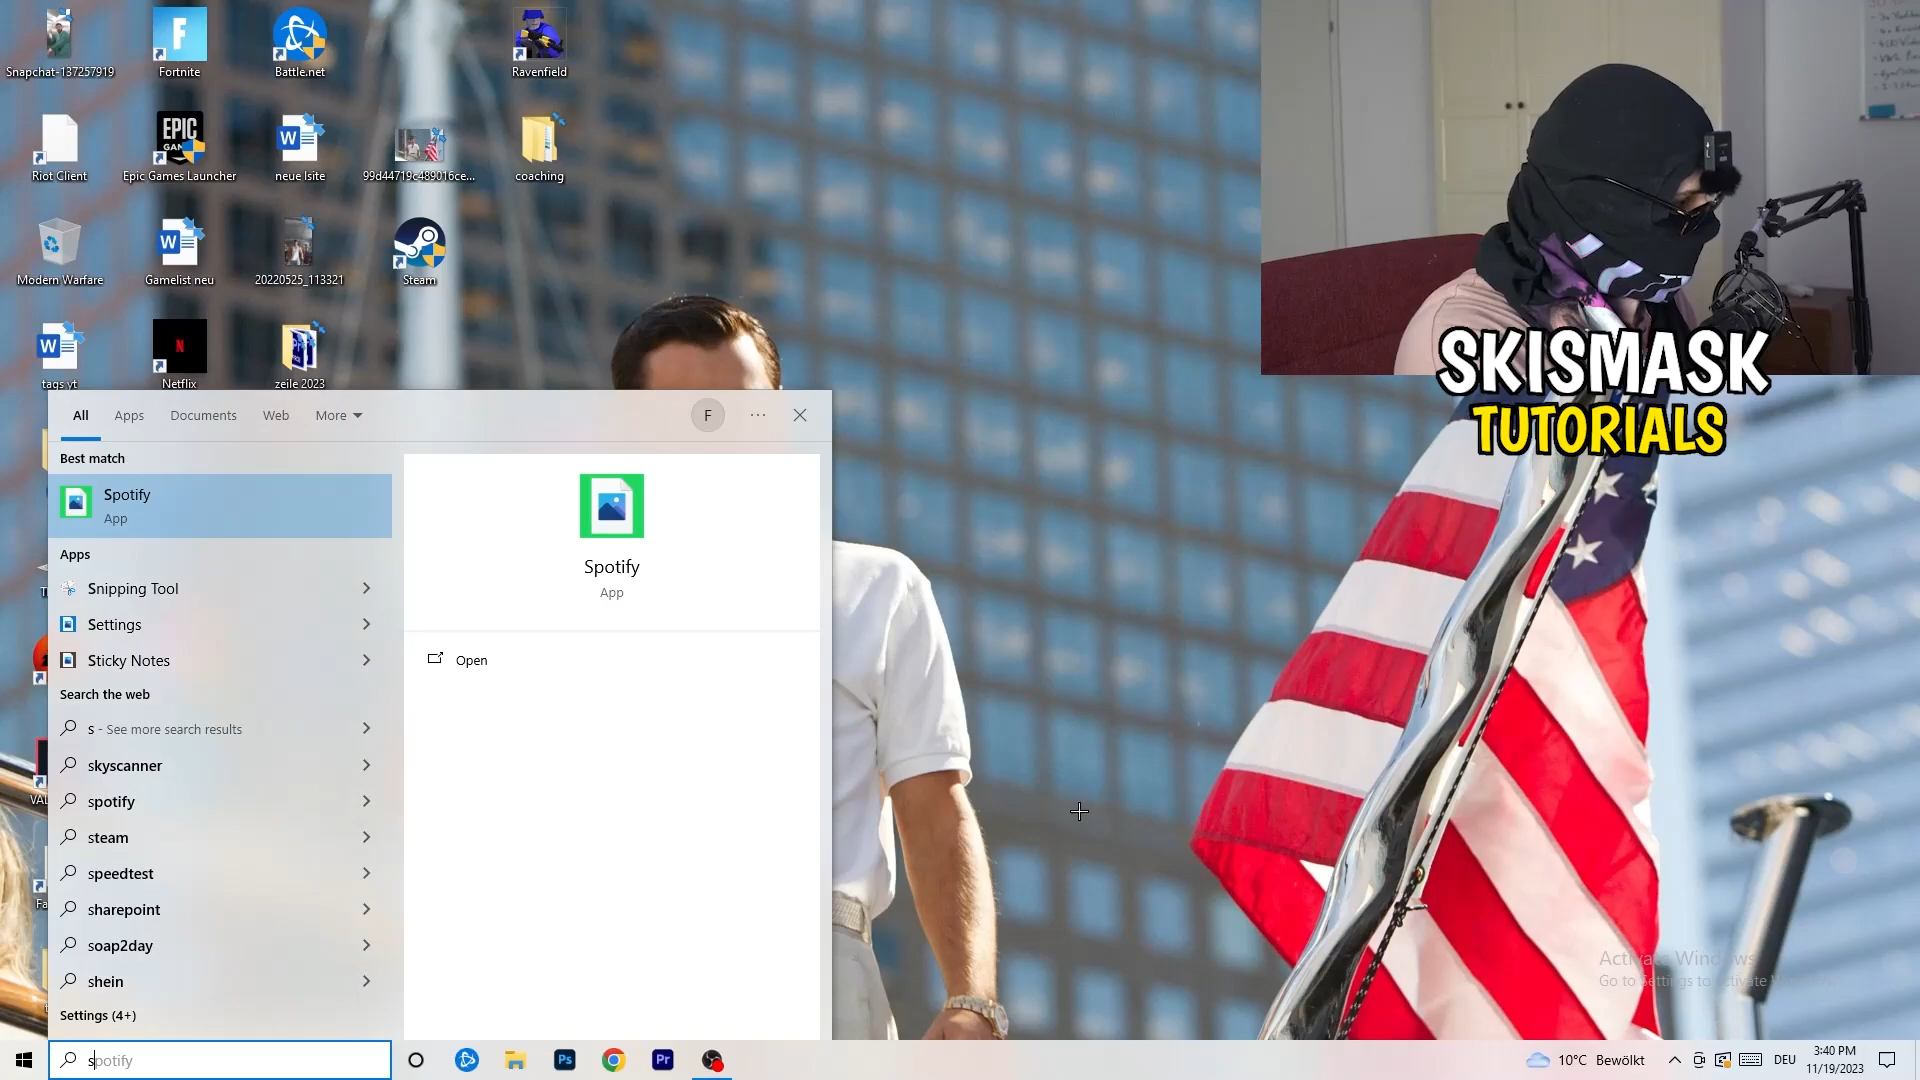 Snapchat-137257919
Fortnite
Battle.net
Ravenfield
Riot Client
EPIC
Epic Games Launcher
neue lsite
99d44719c489016ce...
coaching
Modern Warfare
Gamelist neu
20220525_113321
Steam
tags yt
Netflix
zeile 2023
SKISMASK
TUTORIALS
All
Apps
Documents
Web
More
F
Best match
Spotify
App
Apps
Snipping Tool
Settings
Sticky Notes
Search the web
s - See more search results
skyscanner
spotify
steam
speedtest
sharepoint
soap2day
shein
Settings (4+)
Spotify
App
Open
Activate Windows
Go to Settings to activate
spotify
Ps
Pr
10°C Bewölkt
DEU
3:40 PM
11/19/2023